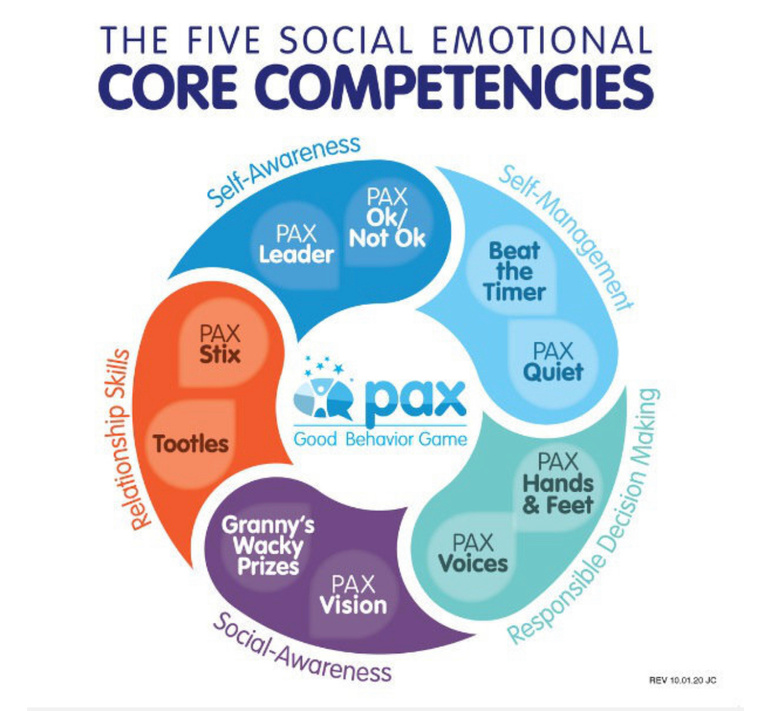 THE FIVE SOCIAL EMOTIONAL
CORE COMPETENCIES
Self-Awareness
PAX
Leader
PAX
Ok/
Not Ok
Self-Management
Beat
the
Timer
PAX
Quiet
Responsible Decision Making
PAX
Hands
& Feet
PAX
Voices
Social-Awareness
PAX
Vision
Granny's
Wacky
Prizes
Relationship Skills
Tootles
PAX
Stix
pax
Good Behavior Game
REV 10.01.20 JC